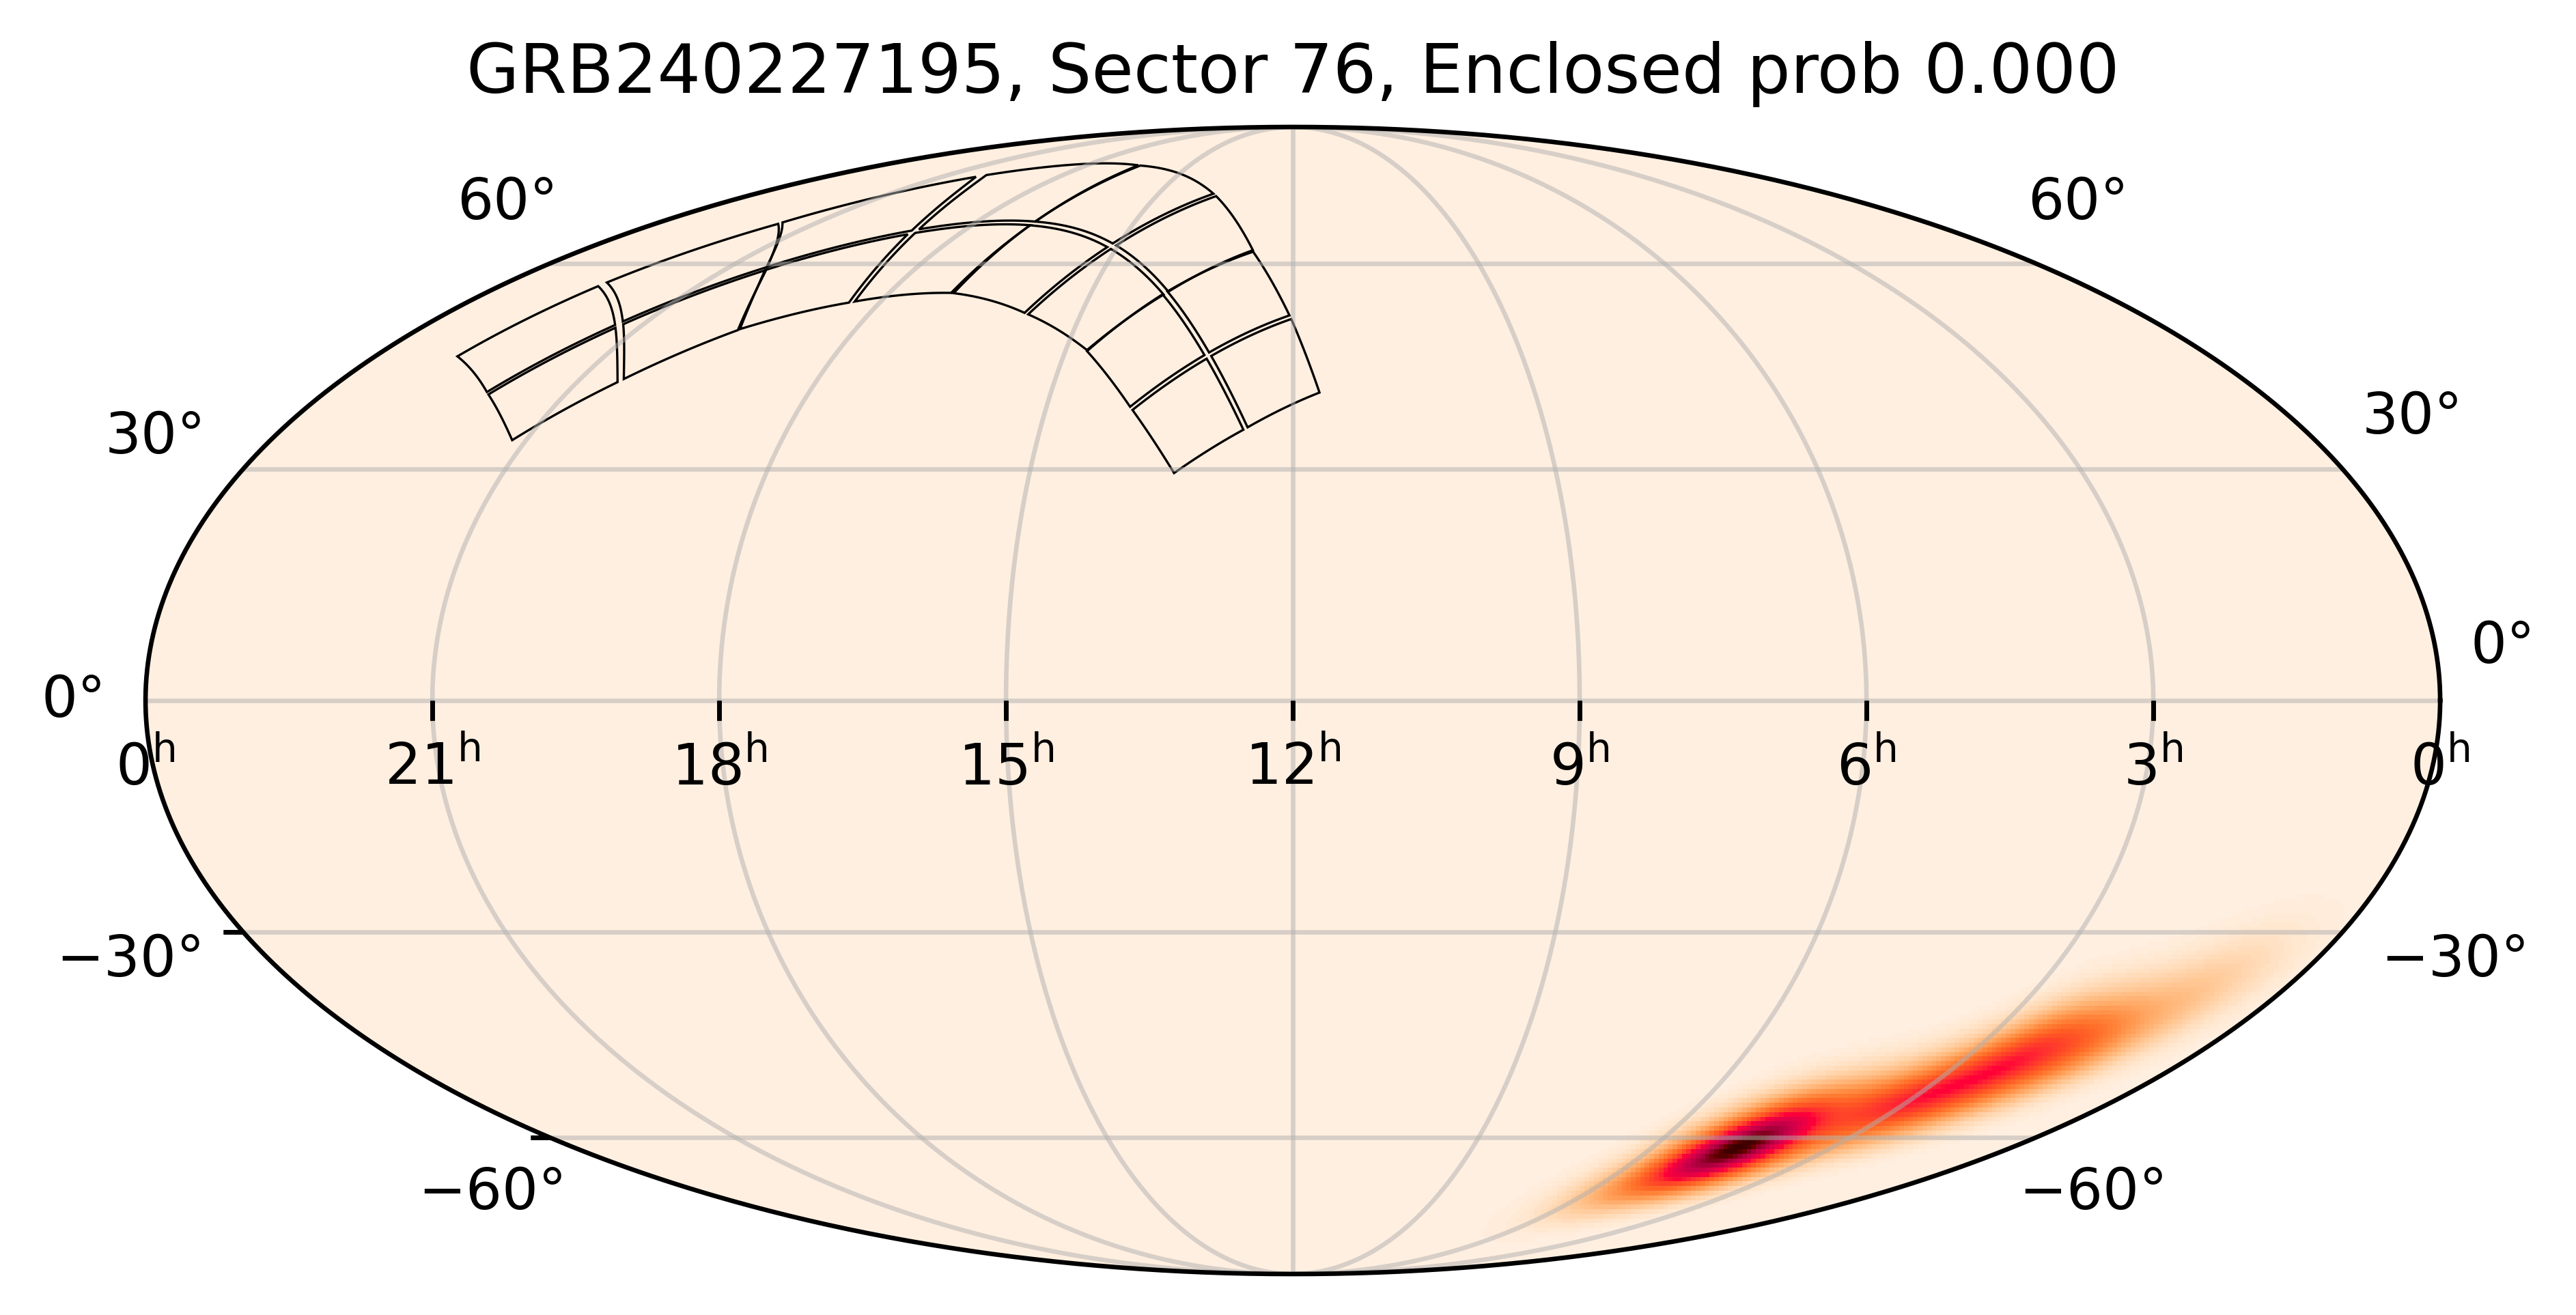 GRB240227195, Sector 76, Enclosed prob 0.000
60° 60°
30° 30°
0° 0°
0ʰ 21ʰ 18ʰ 15ʰ 12ʰ 9ʰ 6ʰ 3ʰ 0ʰ
−30° −30°
−60° −60°